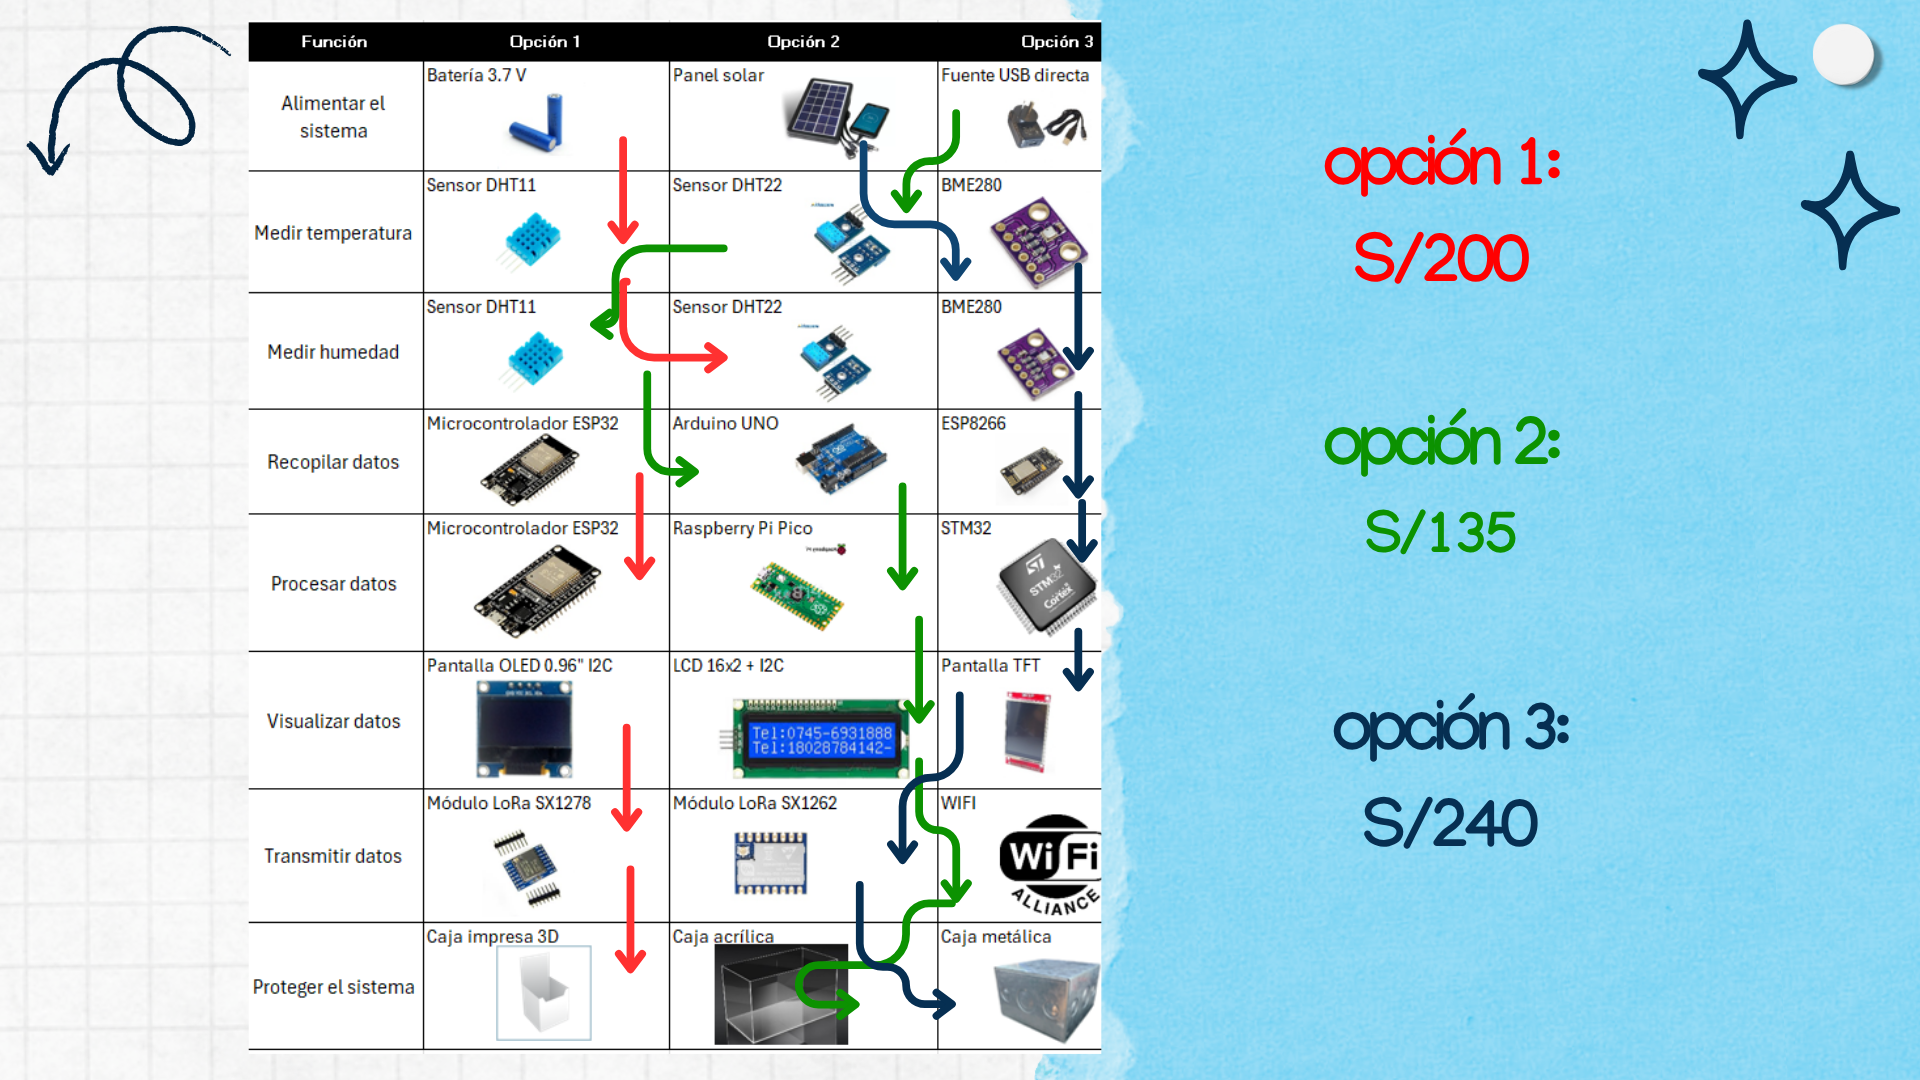 Función Opción 1 Opción 2 Opción 3
Alimentar el
sistema
Batería 3.7 V
Panel solar
Fuente USB directa
Medir temperatura
Sensor DHT11
Sensor DHT22
BME280
Medir humedad
Sensor DHT11
Sensor DHT22
BME280
Recopilar datos
Microcontrolador ESP32
Arduino UNO
ESP8266
Procesar datos
Microcontrolador ESP32
Raspberry Pi Pico
STM32
STM32
Cortex
Visualizar datos
Pantalla OLED 0.96" I2C
LCD 16x2 + I2C
Tel:0745-6931888
Tel:18028784142-
Pantalla TFT
Transmitir datos
Módulo LoRa SX1278
Módulo LoRa SX1262
WIFI
Wi Fi
ALLIANCE
Proteger el sistema
Caja impresa 3D
Caja acrílica
Caja metálica
opción 1:
S/200
opción 2:
S/135
opción 3:
S/240